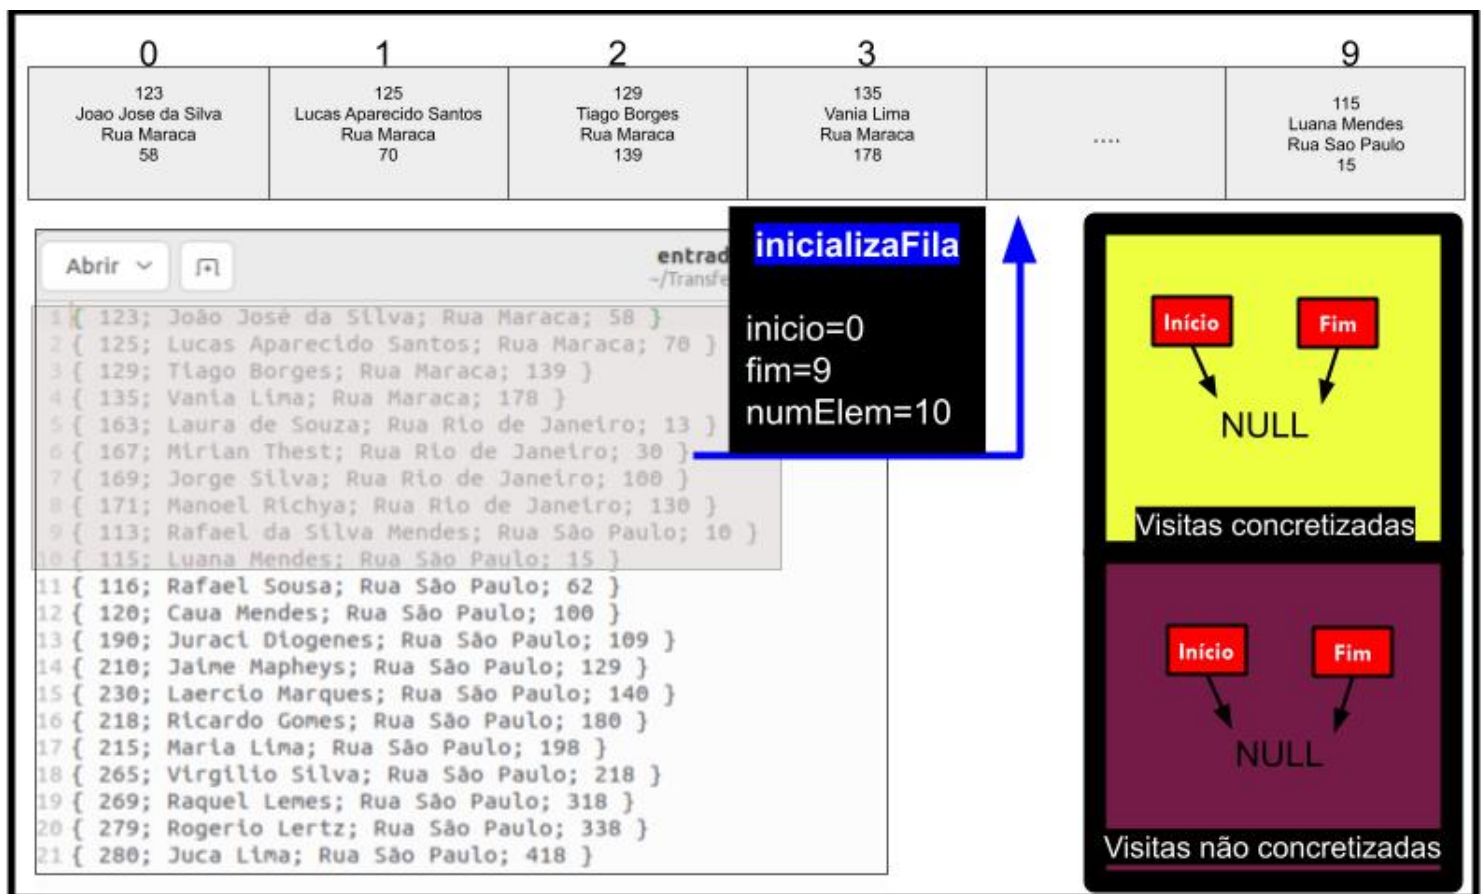 0 1 2 3 9
123
Joao Jose da Silva
Rua Maraca
58
125
Lucas Aparecido Santos
Rua Maraca
70
129
Tiago Borges
Rua Maraca
139
135
Vania Lima
Rua Maraca
178
....
115
Luana Mendes
Rua Sao Paulo
15
Abrir
entrad
~/Transfe
1 { 123; João José da Silva; Rua Maraca; 58 }
2 { 125; Lucas Aparecido Santos; Rua Maraca; 70 }
3 { 129; Tiago Borges; Rua Maraca; 139 }
4 { 135; Vania Lima; Rua Maraca; 178 }
5 { 163; Laura de Souza; Rua Rio de Janeiro; 13 }
6 { 167; Mirian Thest; Rua Rio de Janeiro; 30 }
7 { 169; Jorge Silva; Rua Rio de Janeiro; 100 }
8 { 171; Manoel Richya; Rua Rio de Janeiro; 130 }
9 { 113; Rafael da Silva Mendes; Rua São Paulo; 10 }
10 { 115; Luana Mendes; Rua São Paulo; 15 }
11 { 116; Rafael Sousa; Rua São Paulo; 62 }
12 { 120; Caua Mendes; Rua São Paulo; 100 }
13 { 190; Juraci Diogenes; Rua São Paulo; 109 }
14 { 210; Jaime Mapheys; Rua São Paulo; 129 }
15 { 230; Laercio Marques; Rua São Paulo; 140 }
16 { 218; Ricardo Gomes; Rua São Paulo; 180 }
17 { 215; Maria Lima; Rua São Paulo; 198 }
18 { 265; Virgilio Silva; Rua São Paulo; 218 }
19 { 269; Raquel Lemes; Rua São Paulo; 318 }
20 { 279; Rogerio Lertz; Rua São Paulo; 338 }
21 { 280; Juca Lima; Rua São Paulo; 418 }
inicializaFila
inicio=0
fim=9
numElem=10
Início Fim
NULL
Visitas concretizadas
Início Fim
NULL
Visitas não concretizadas